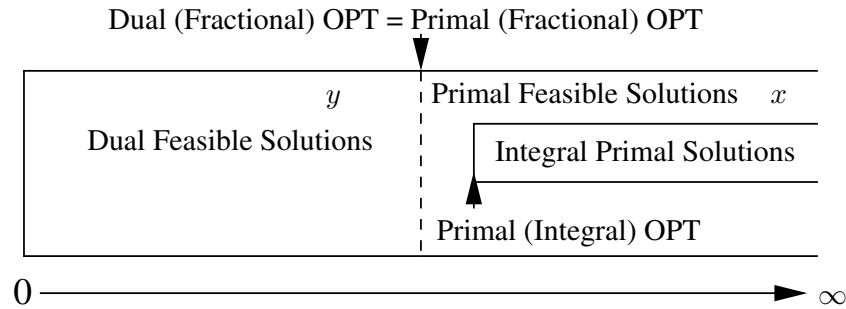 Dual (Fractional) OPT = Primal (Fractional) OPT
y
Primal Feasible Solutions x
Dual Feasible Solutions
Integral Primal Solutions
Primal (Integral) OPT
0
∞